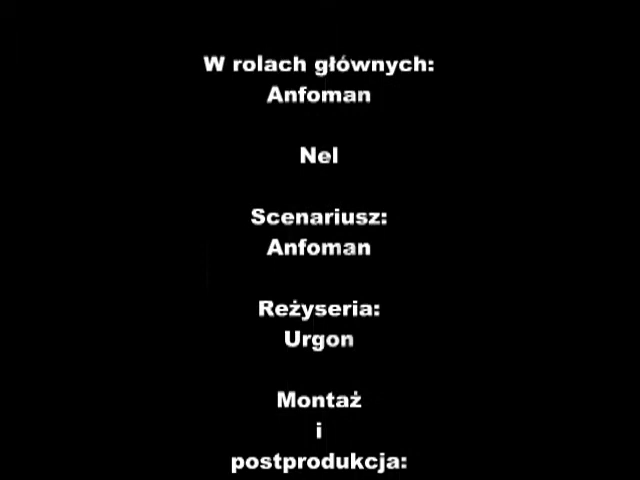 W rolach głównych:
Anfoman
Nel
Scenariusz:
Anfoman
Reżyseria:
Urgon
Montaż
i
postprodukcja: